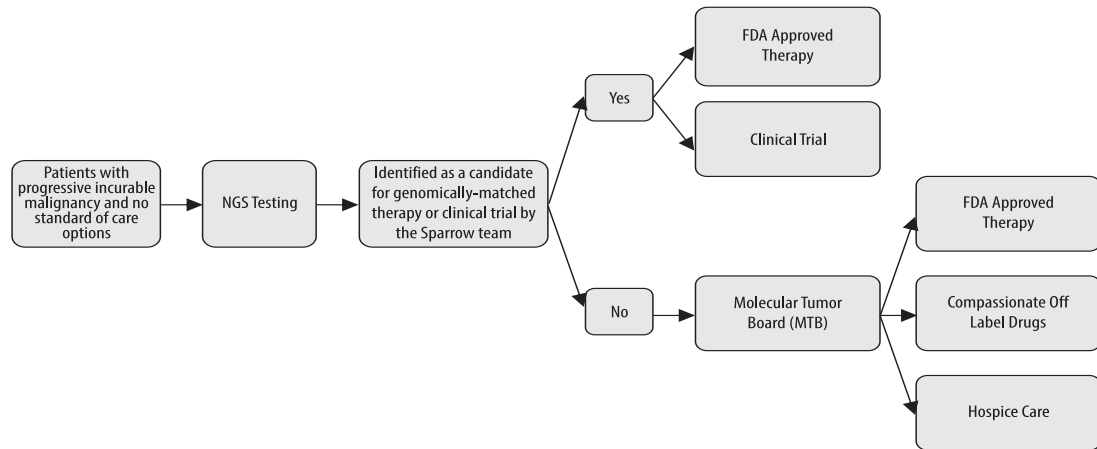 Patients with
progressive incurable
malignancy and no
standard of care
options
NGS Testing
Identified as a candidate
for genomically-matched
therapy or clinical trial by
the Sparrow team
Yes
FDA Approved
Therapy
Clinical Trial
No
Molecular Tumor
Board (MTB)
FDA Approved
Therapy
Compassionate Off
Label Drugs
Hospice Care